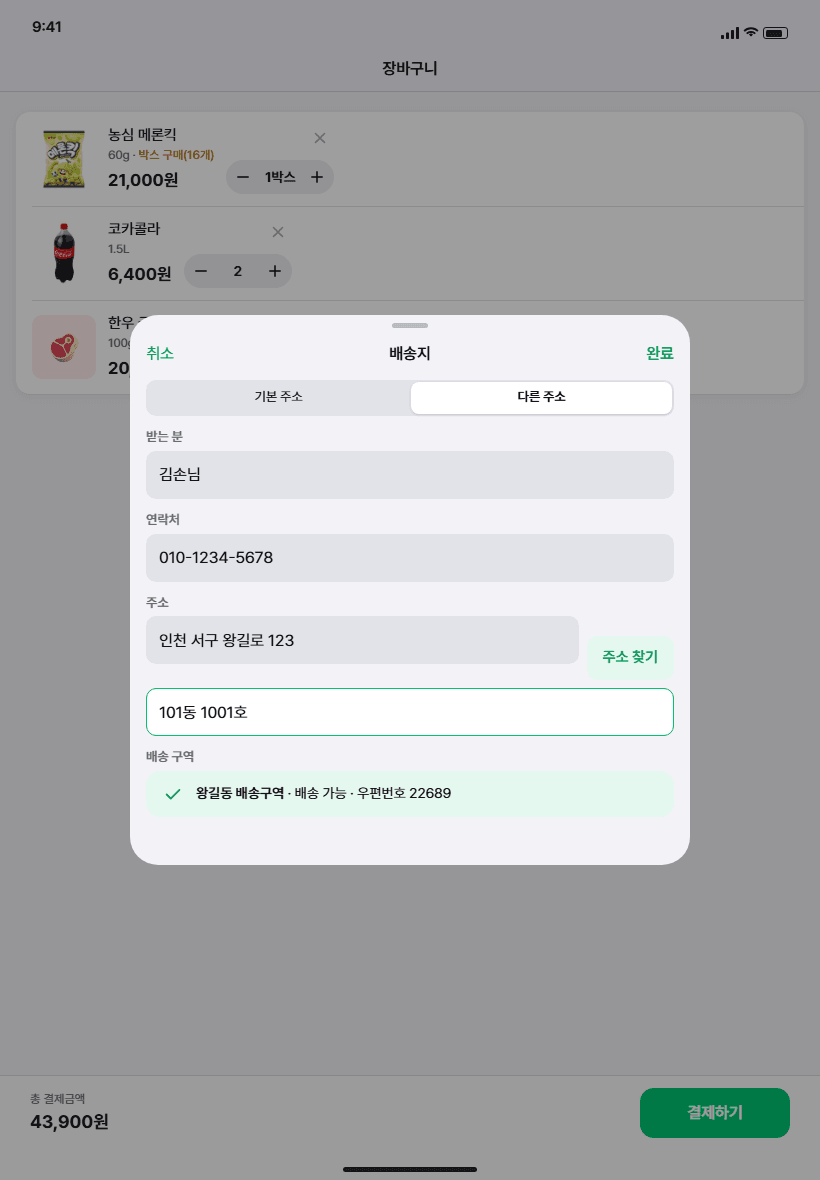 9:41
장바구니
농심 메론킥
60g · 박스 구매(16개)
21,000원
1박스
코카콜라
1.5L
6,400원
2
한우
100g
20,
취소
배송지
완료
기본 주소
다른 주소
받는 분
김손님
연락처
010-1234-5678
주소
인천 서구 왕길로 123
주소 찾기
101동 1001호
배송 구역
왕길동 배송구역 · 배송 가능 · 우편번호 22689
총 결제금액
43,900원
결제하기